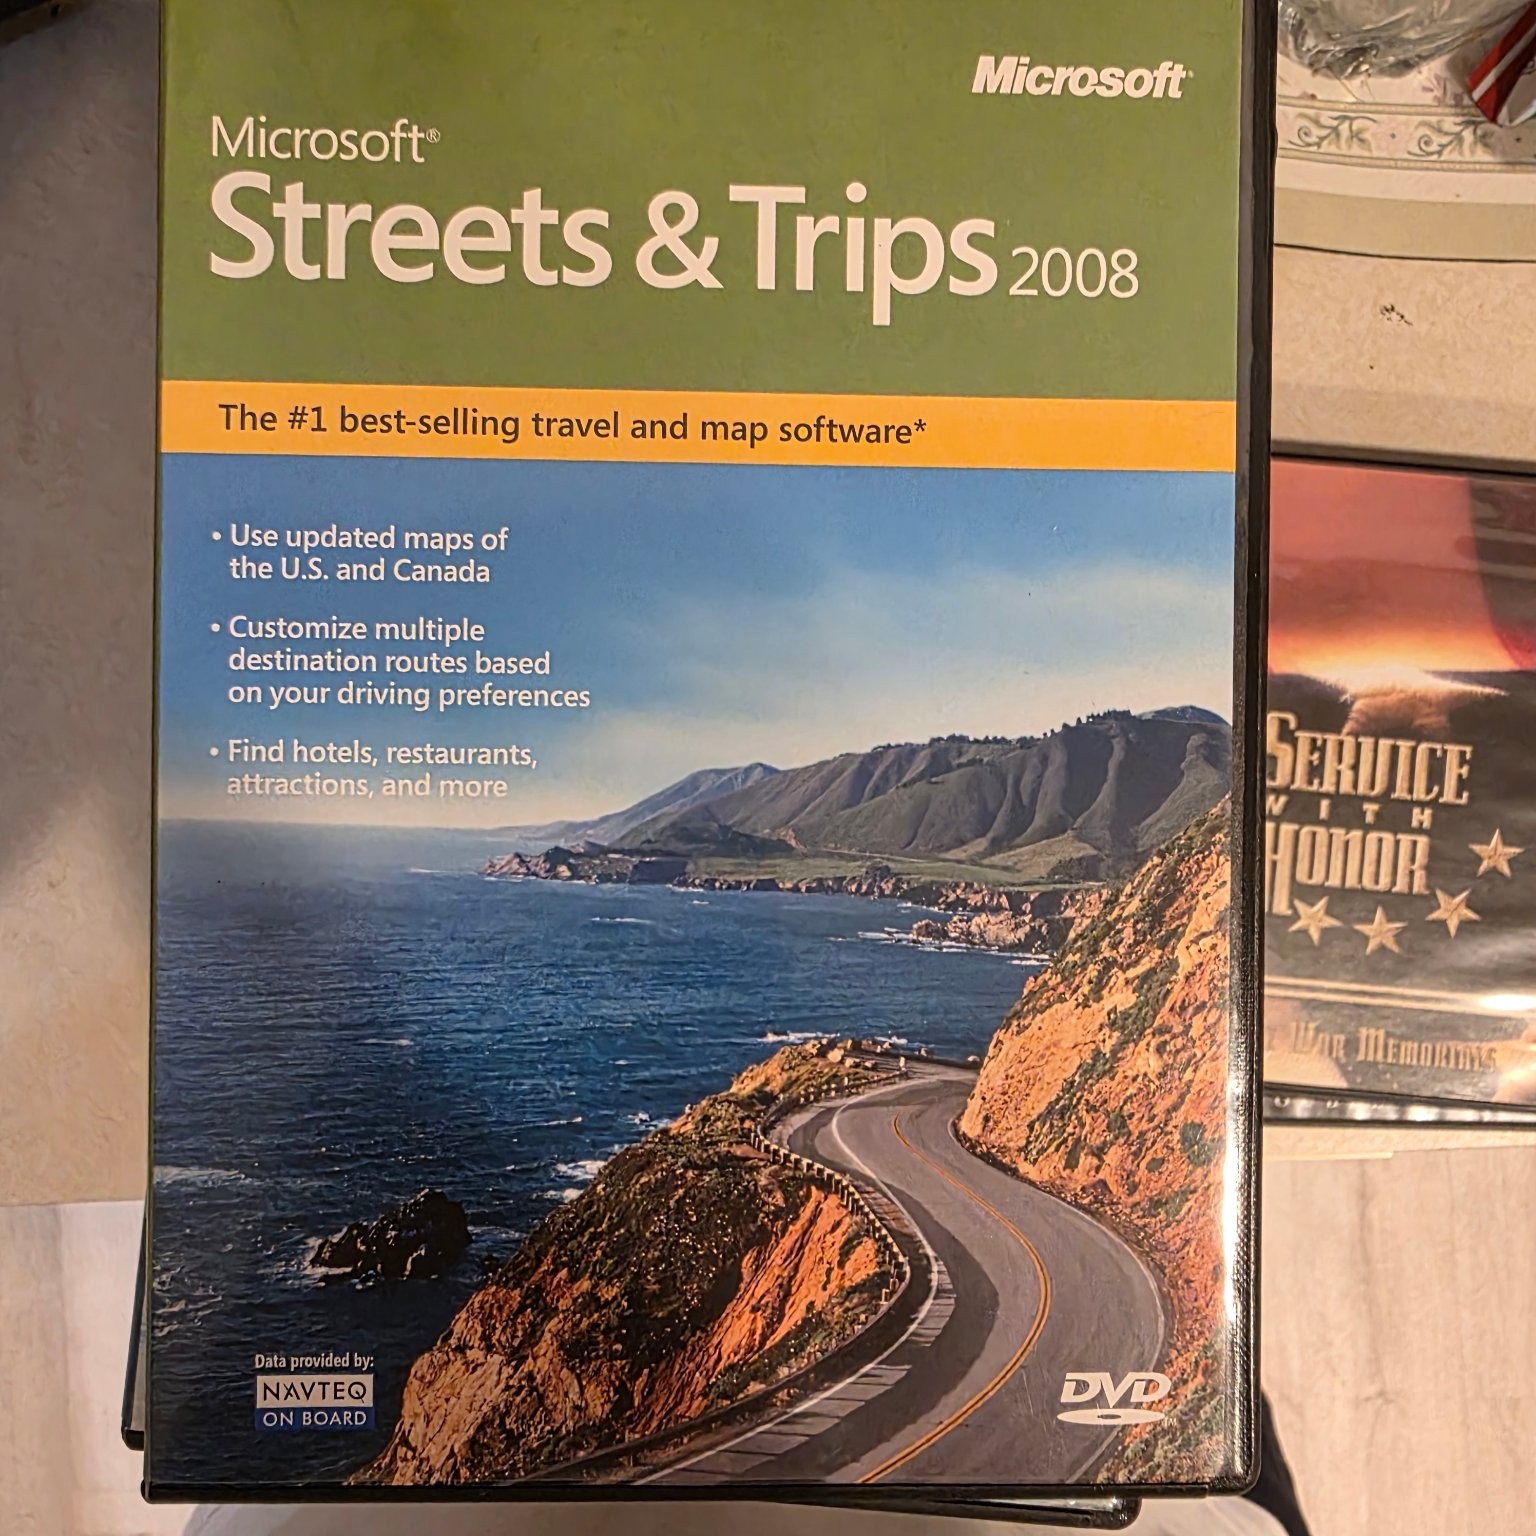 Microsoft®
Microsoft®
Streets & Trips 2008
The #1 best-selling travel and map software*
• Use updated maps of
the U.S. and Canada
• Customize multiple
destination routes based
on your driving preferences
• Find hotels, restaurants,
attractions, and more
Data provided by:
NAVTEQ
ON BOARD
DVD
SERVICE
WITH
HONOR
WAR MEMORIALS